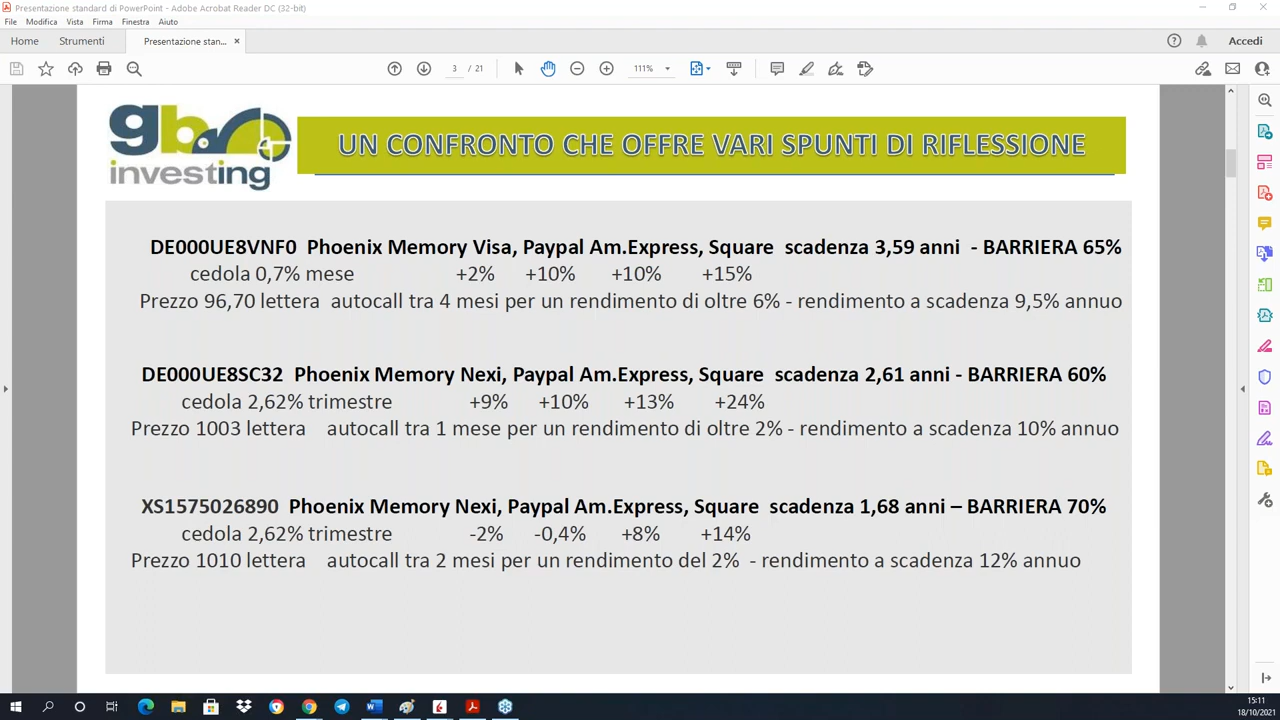 Presentazione standard di PowerPoint - Adobe Acrobat Reader DC (32-bit)
File Modifica Vista Firma Finestra Aiuto
Home Strumenti Presentazione stan... × Accedi
3 / 21 111%
gb investing
UN CONFRONTO CHE OFFRE VARI SPUNTI DI RIFLESSIONE
DE000UE8VNF0 Phoenix Memory Visa, Paypal Am.Express, Square scadenza 3,59 anni - BARRIERA 65%
cedola 0,7% mese +2% +10% +10% +15%
Prezzo 96,70 lettera autocall tra 4 mesi per un rendimento di oltre 6% - rendimento a scadenza 9,5% annuo
DE000UE8SC32 Phoenix Memory Nexi, Paypal Am.Express, Square scadenza 2,61 anni - BARRIERA 60%
cedola 2,62% trimestre +9% +10% +13% +24%
Prezzo 1003 lettera autocall tra 1 mese per un rendimento di oltre 2% - rendimento a scadenza 10% annuo
XS1575026890 Phoenix Memory Nexi, Paypal Am.Express, Square scadenza 1,68 anni – BARRIERA 70%
cedola 2,62% trimestre -2% -0,4% +8% +14%
Prezzo 1010 lettera autocall tra 2 mesi per un rendimento del 2% - rendimento a scadenza 12% annuo
15:11
18/10/2021